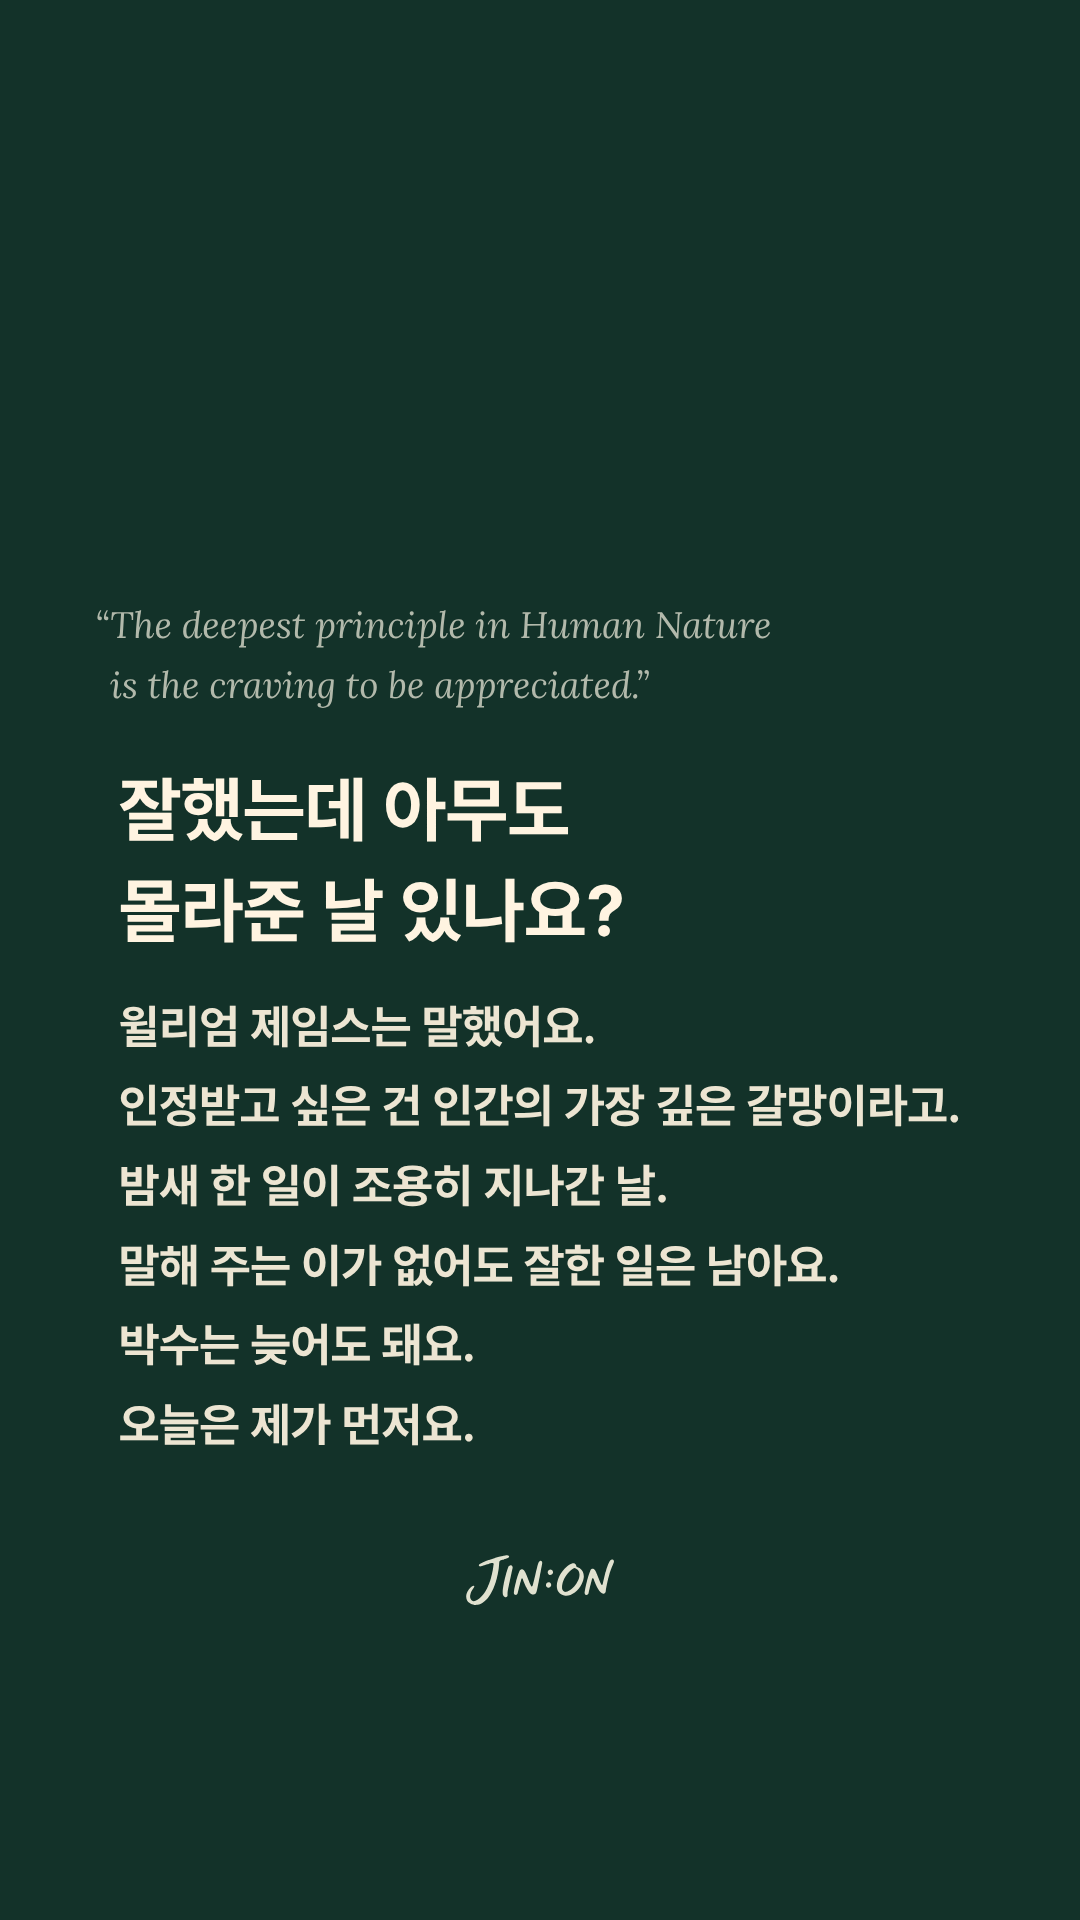 “The deepest principle in Human Nature
is the craving to be appreciated.”
잘했는데 아무도
몰라준 날 있나요?
윌리엄 제임스는 말했어요.
인정받고 싶은 건 인간의 가장 깊은 갈망이라고.
밤새 한 일이 조용히 지나간 날.
말해 주는 이가 없어도 잘한 일은 남아요.
박수는 늦어도 돼요.
오늘은 제가 먼저요.
JIN:ON